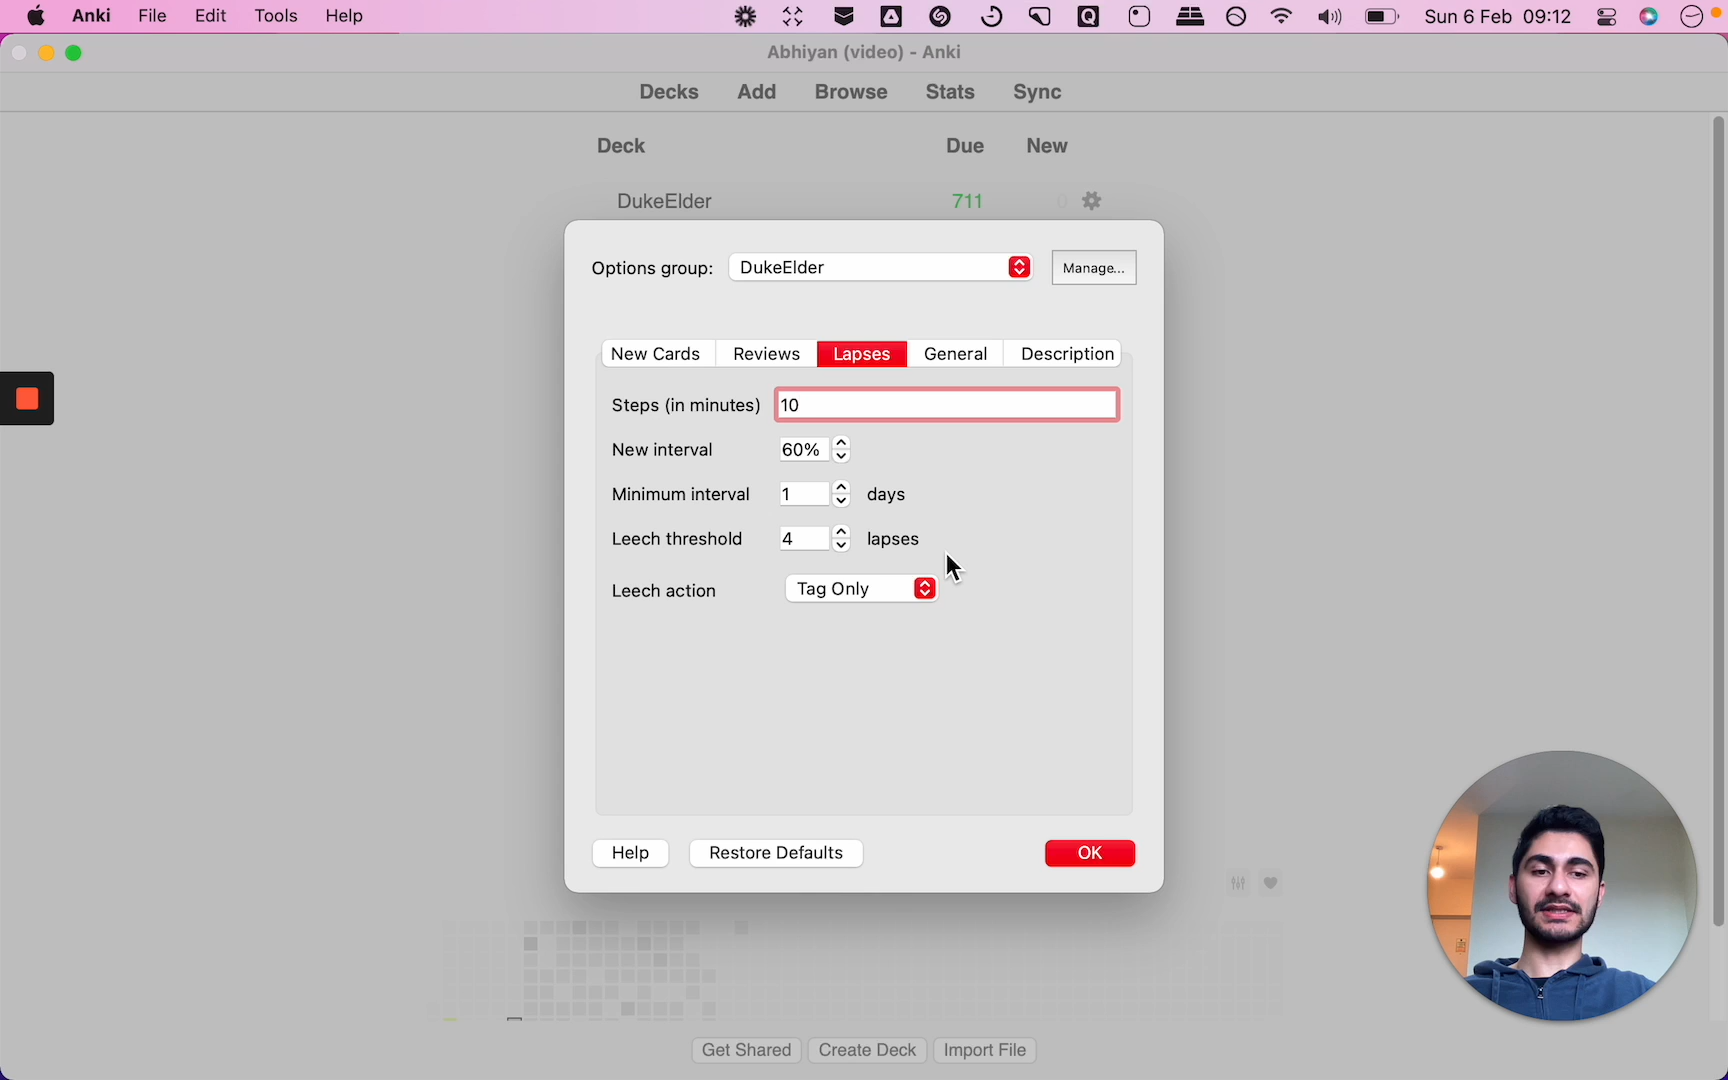 Anki File Edit Tools Help Sun 6 Feb 09:12
Abhiyan (video) - Anki
Decks Add Browse Stats Sync
Deck Due New
DukeElder 711 0
Options group: DukeElder Manage...
New Cards Reviews Lapses General Description
Steps (in minutes) 10
New interval 60%
Minimum interval 1 days
Leech threshold 4 lapses
Leech action Tag Only
Help Restore Defaults OK
Get Shared Create Deck Import File